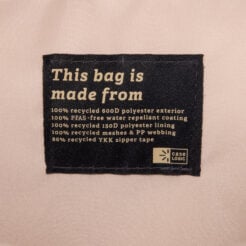 This bag is
made from
100% recycled 600D polyester exterior
100% PfAS-free water repellent coating
100% recycled 150D polyester lining
100% recycled meshes & PP webbing
80% recycled YKK zipper tape
CASE
LOGIC